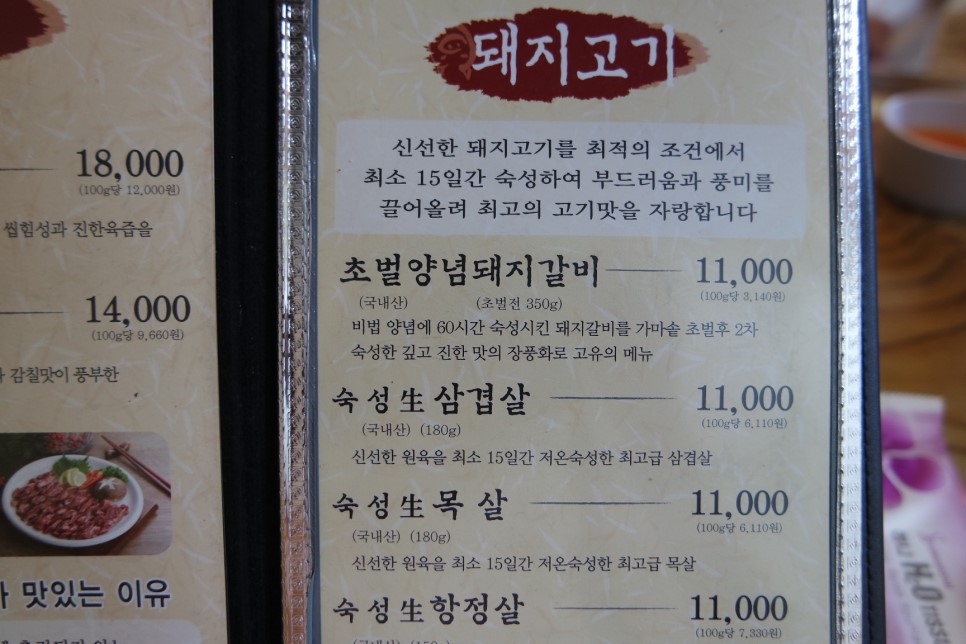 18,000
(100g당 12,000원)
씹힘성과 진한육즙을
14,000
(100g당 9,660원)
감칠맛이 풍부한
맛있는 이유
돼지고기
신선한 돼지고기를 최적의 조건에서
최소 15일간 숙성하여 부드러움과 풍미를
끌어올려 최고의 고기맛을 자랑합니다
초벌양념돼지갈비 11,000
(국내산) (초벌전 350g) (100g당 3,140원)
비법 양념에 60시간 숙성시킨 돼지갈비를 가마솥 초벌후 2차
숙성한 깊고 진한 맛의 장풍화로 고유의 메뉴
숙성生삼겹살 11,000
(국내산) (180g) (100g당 6,110원)
신선한 원육을 최소 15일간 저온숙성한 최고급 삼겹살
숙성生목살 11,000
(국내산) (180g) (100g당 6,110원)
신선한 원육을 최소 15일간 저온숙성한 최고급 목살
숙성生항정살 11,000
(100g당 7,330원)